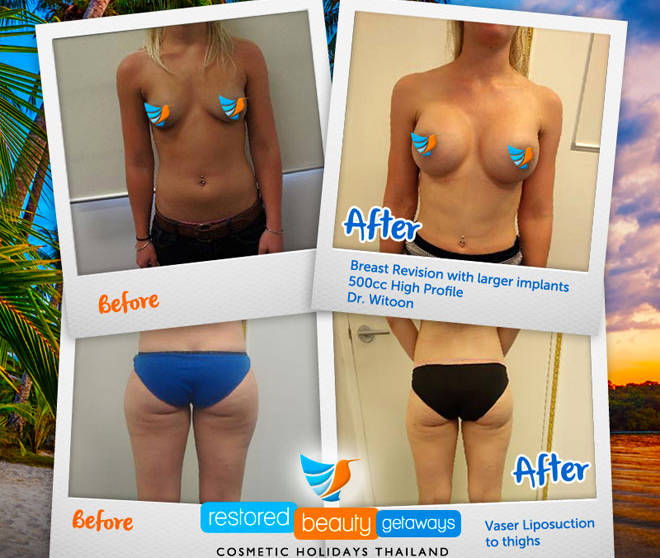 After
Before
Breast Revision with larger implants
500cc High Profile
Dr. Witoon
Before
After
restored beauty getaways
COSMETIC HOLIDAYS THAILAND
Vaser Liposuction
to thighs